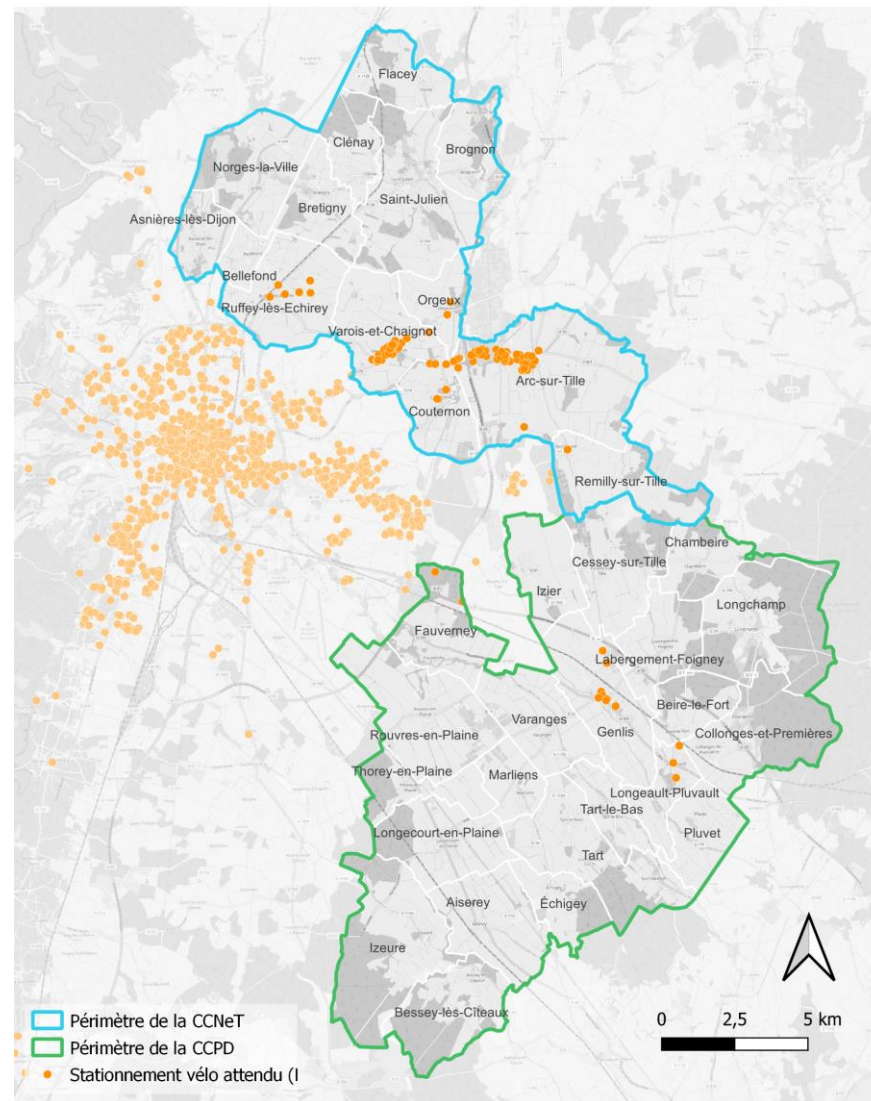 Flacey
Clénay
Brognon
Norges-la-Ville
Saint-Julien
Bretigny
Asnières-lès-Dijon
Bellefond
Orgeux
Ruffey-lès-Echirey
Varois-et-Chaignot
Arc-sur-Tille
Couternon
Remilly-sur-Tille
Chambeire
Cessey-sur-Tille
Izier
Longchamp
Fauverney
Labergement-Foigney
Beire-le-Fort
Varanges
Genlis
Rouvres-en-Plaine
Collonges-et-Premières
Thorey-en-Plaine
Marliens
Longeault-Pluvault
Tart-le-Bas
Longecourt-en-Plaine
Pluvet
Tart
Aiserey
Échigey
Izeure
Bessey-lès-Cîteaux
Périmètre de la CCNeT
Périmètre de la CCPD
Stationnement vélo attendu (l
0 2,5 5 km